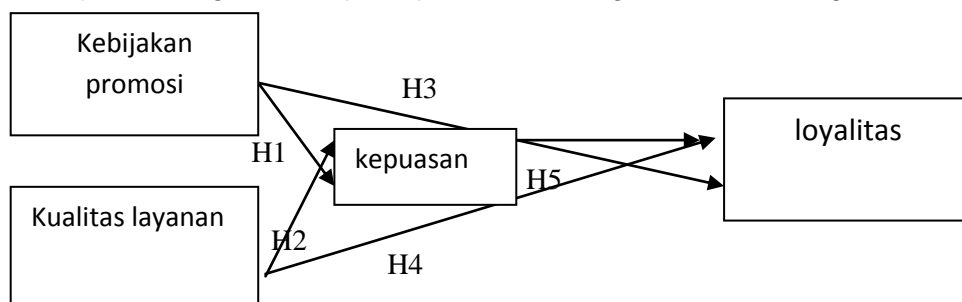 Kebijakan
promosi
H3
loyalitas
H1
kepuasan
H5
Kualitas layanan
H2
H4